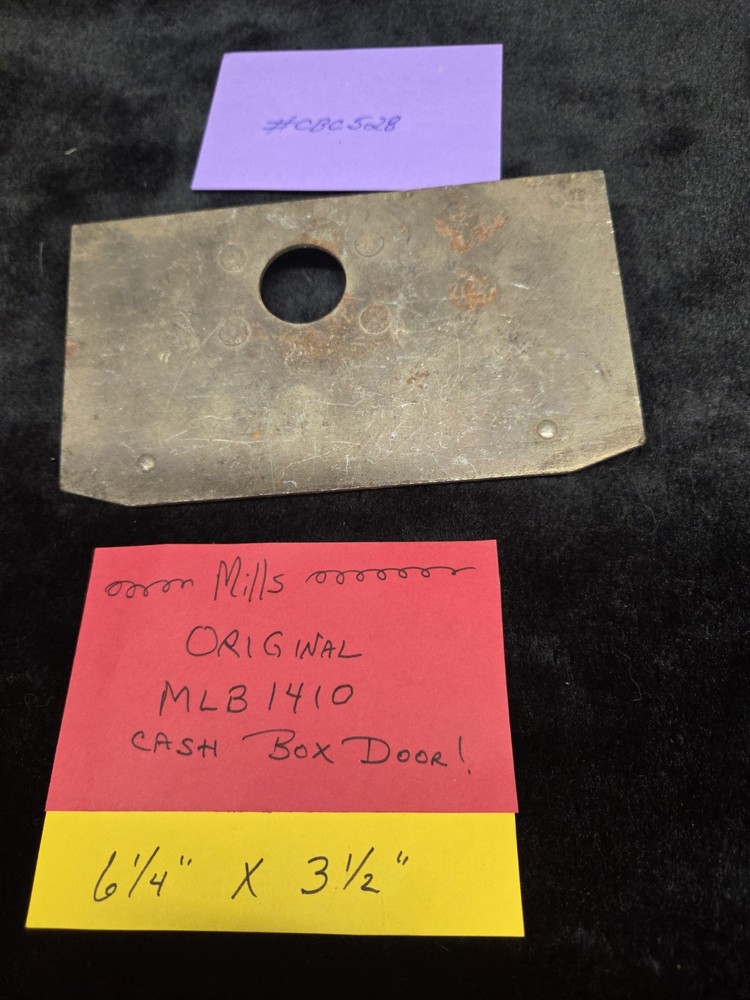 #CBC528
Mills
ORIGINAL
MLB1410
CASH BOX DOOR!
6 1/4" X 3 1/2"